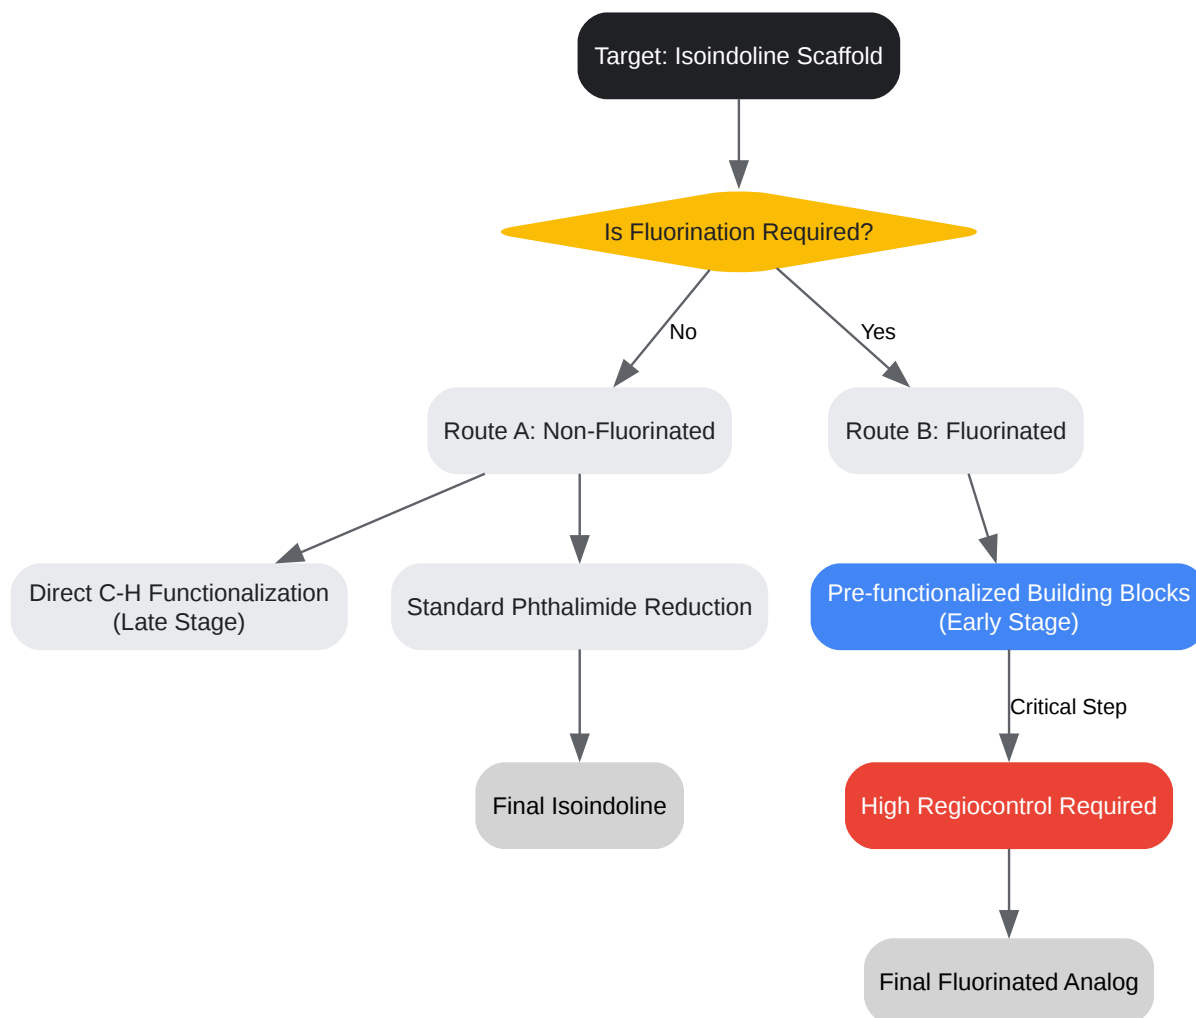 Target: Isoindoline Scaffold
Is Fluorination Required?
No
Yes
Route A: Non-Fluorinated
Route B: Fluorinated
Direct C-H Functionalization
(Late Stage)
Standard Phthalimide Reduction
Pre-functionalized Building Blocks
(Early Stage)
Critical Step
Final Isoindoline
High Regiocontrol Required
Final Fluorinated Analog